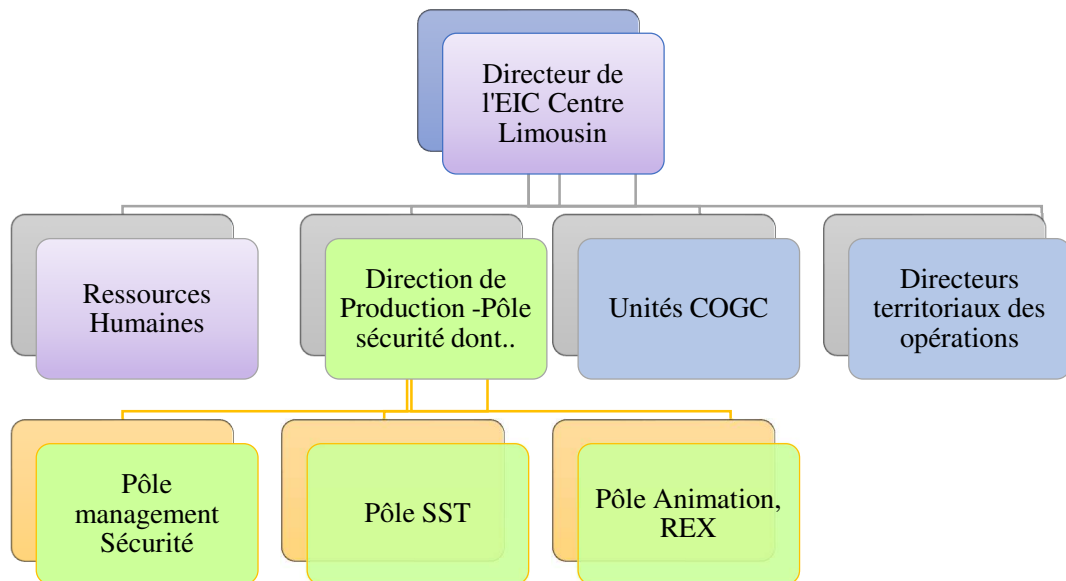 Directeur de
l'EIC Centre
Limousin
Ressources
Humaines
Direction de
Production -Pôle
sécurité dont..
Unités COGC
Directeurs
territoriaux des
opérations
Pôle
management
Sécurité
Pôle SST
Pôle Animation,
REX